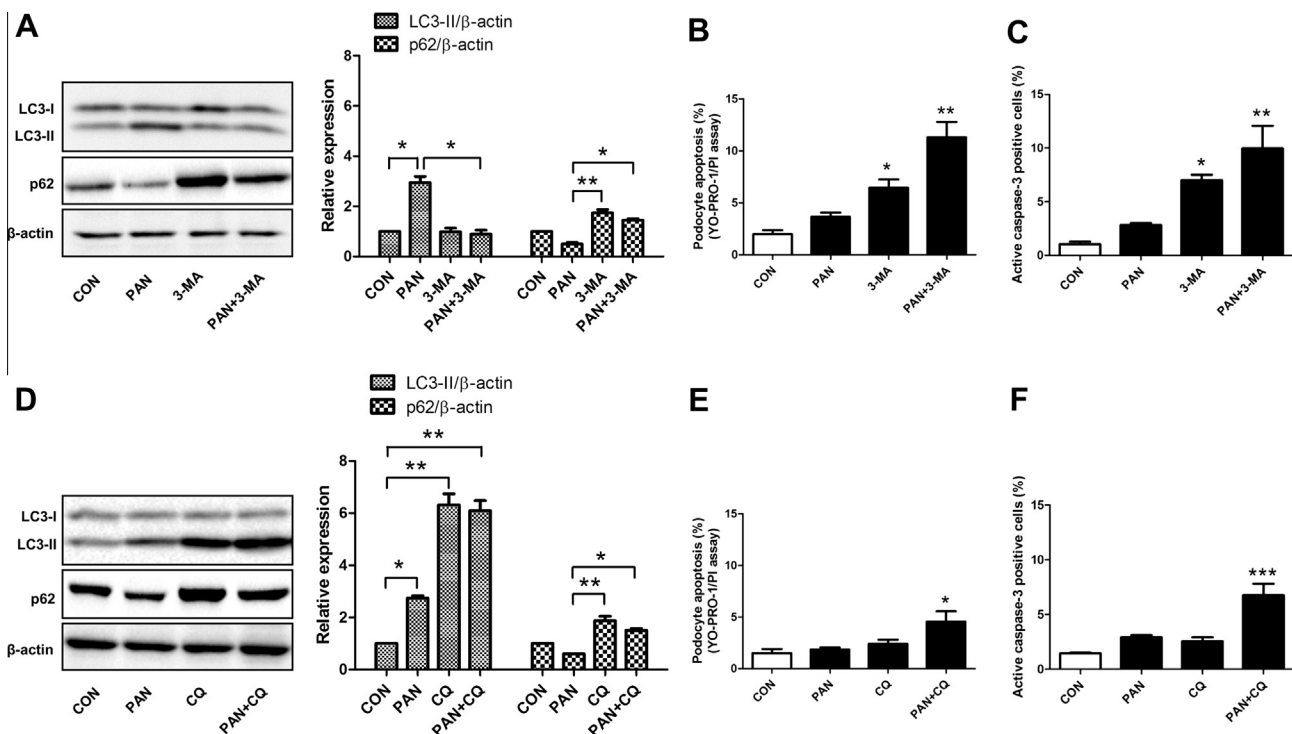 A
LC3-I
LC3-II
p62
β-actin
CON
PAN
3-MA
PAN+3-MA
LC3-II/β-actin
p62/β-actin
Relative expression
8
6
4
2
0
*
*
**
*
CON
PAN
3-MA
PAN+3-MA
CON
PAN
3-MA
PAN+3-MA
B
Podocyte apoptosis (%)
(YO-PRO-1/PI assay)
15
10
5
0
*
**
CON
PAN
3-MA
PAN+3-MA
C
Active caspase-3 positive cells (%)
15
10
5
0
*
**
CON
PAN
3-MA
PAN+3-MA
D
LC3-I
LC3-II
p62
β-actin
CON
PAN
CQ
PAN+CQ
LC3-II/β-actin
p62/β-actin
Relative expression
8
6
4
2
0
**
**
*
*
**
CON
PAN
CQ
PAN+CQ
CON
PAN
CQ
PAN+CQ
E
Podocyte apoptosis (%)
(YO-PRO-1/PI assay)
15
10
5
0
*
CON
PAN
CQ
PAN+CQ
F
Active caspase-3 positive cells (%)
15
10
5
0
***
CON
PAN
CQ
PAN+CQ